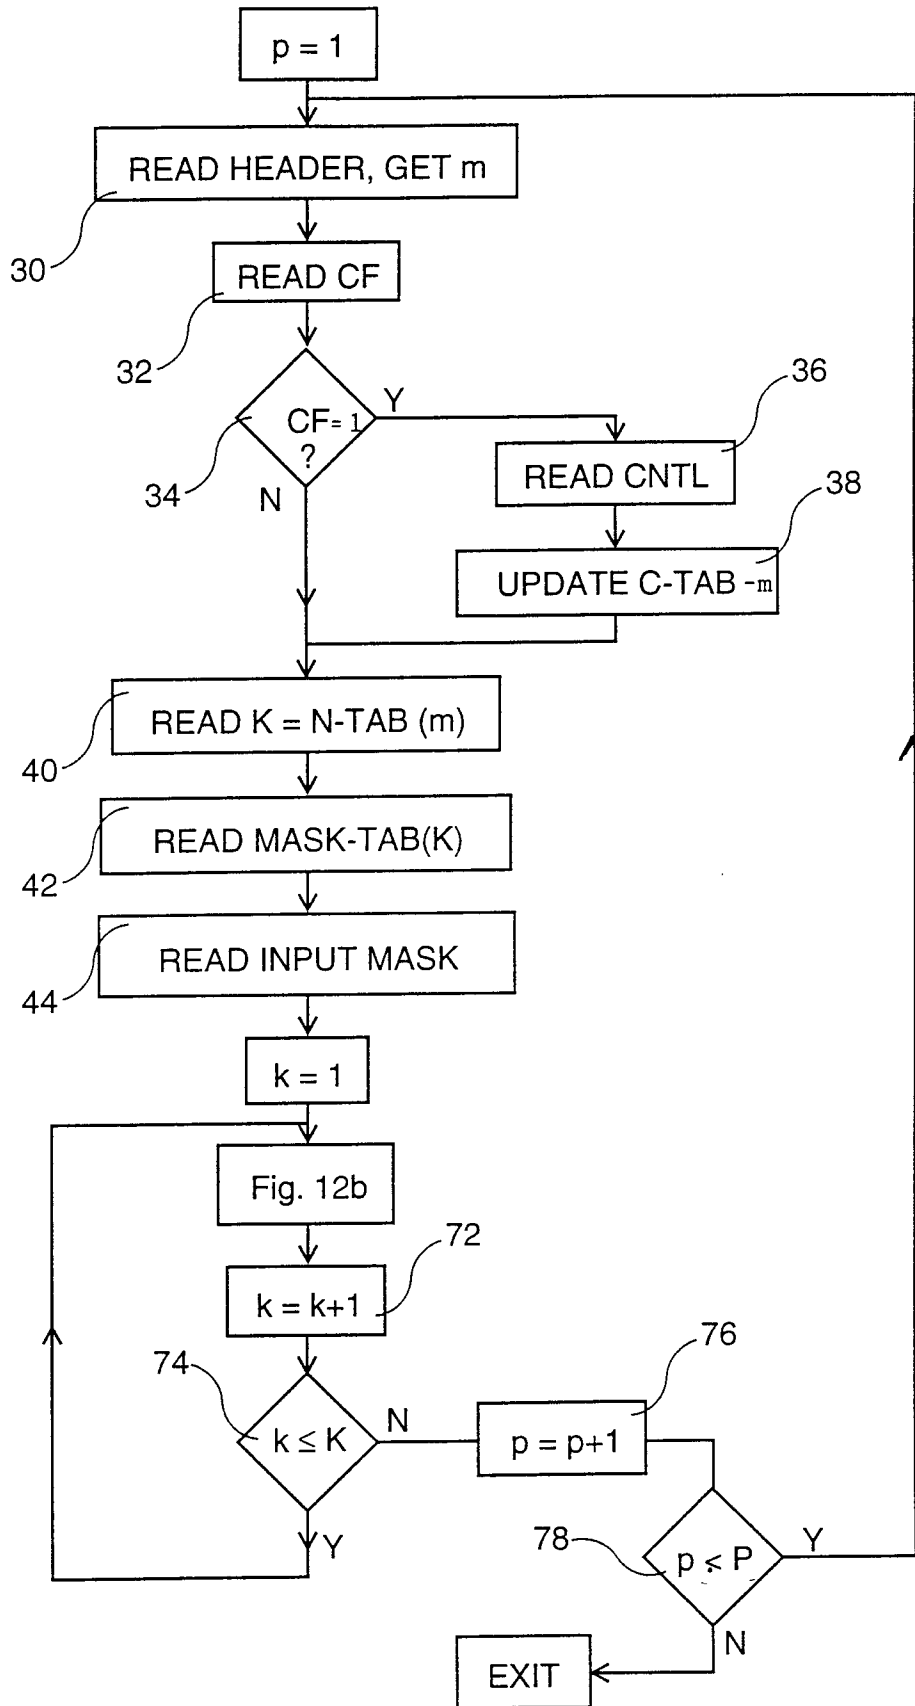 p = 1
READ HEADER, GET m
30
READ CF
32
CF= 1
?
Y
34
N
36
READ CNTL
38
UPDATE C-TAB -m
READ K = N-TAB (m)
40
READ MASK-TAB(K)
42
READ INPUT MASK
44
k = 1
Fig. 12b
72
k = k+1
74
k ≤ K
N
Y
76
p = p+1
78
p ≤ P
Y
N
EXIT